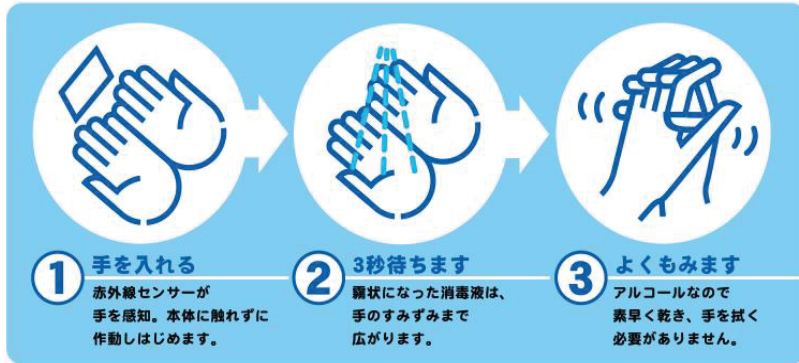 1 手を入れる
赤外線センサーが
手を感知。本体に触れずに
作動しはじめます。
2 3秒待ちます
霧状になった消毒液は、
手のすみずみまで
広がります。
3 よくもみます
アルコールなので
素早く乾き、手を拭く
必要がありません。